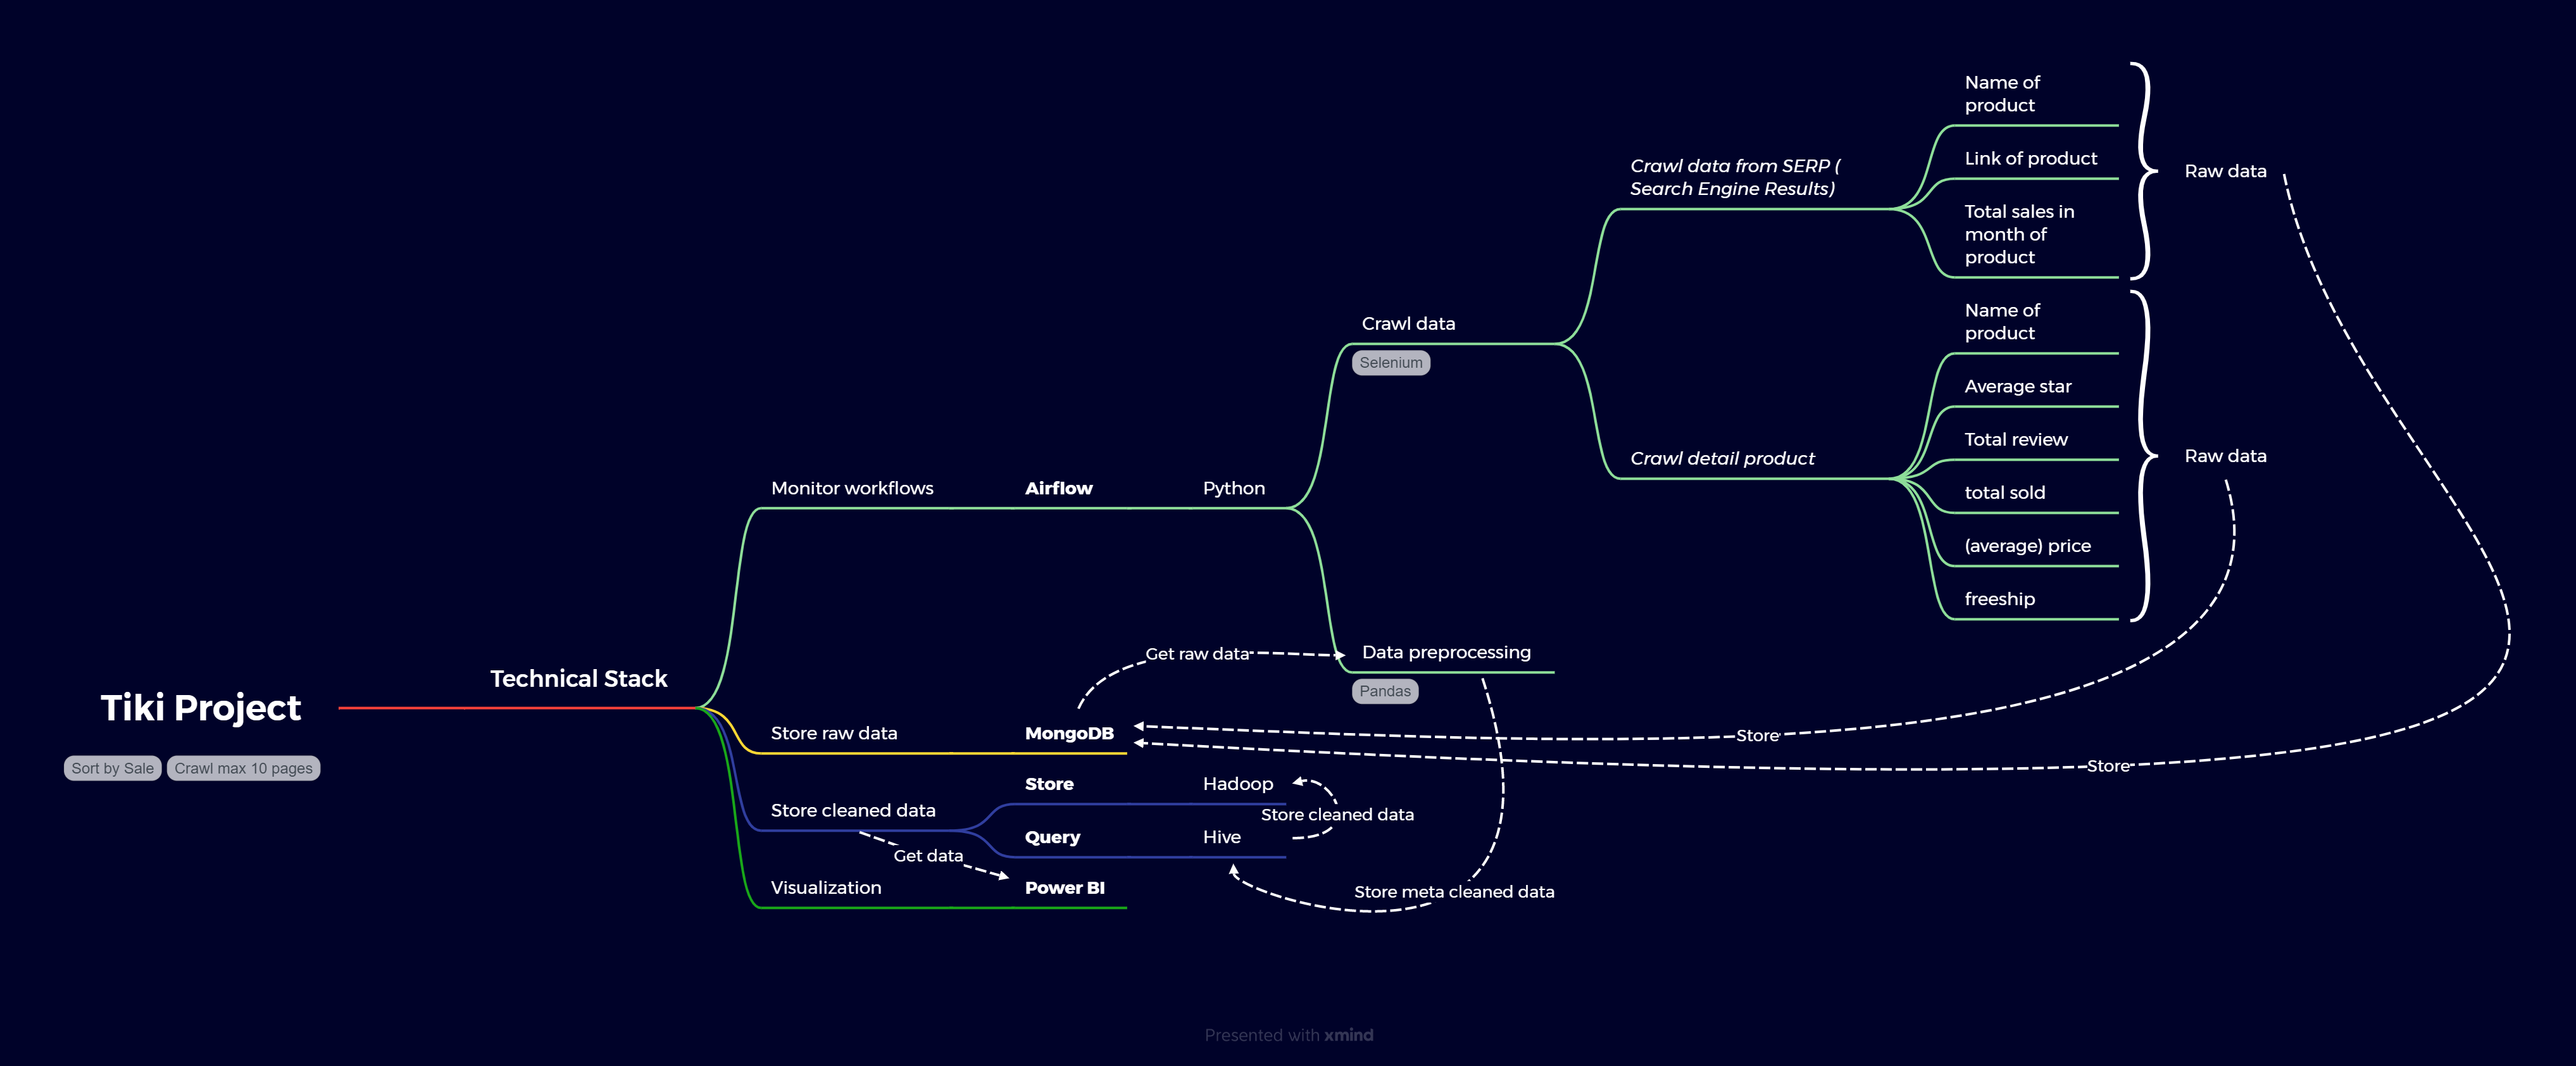 Name of
product
Link of product
Total sales in
month of
product
Raw data
Crawl data from SERP (
Search Engine Results)
Name of
product
Average star
Total review
total sold
(average) price
freeship
Raw data
Crawl data
Selenium
Crawl detail product
Monitor workflows
Airflow
Python
Get raw data
Data preprocessing
Pandas
Technical Stack
Tiki Project
Sort by Sale
Crawl max 10 pages
Store raw data
MongoDB
Store
Store
Store cleaned data
Store
Hadoop
Store cleaned data
Query
Hive
Get data
Visualization
Power BI
Store meta cleaned data
Presented with xmind